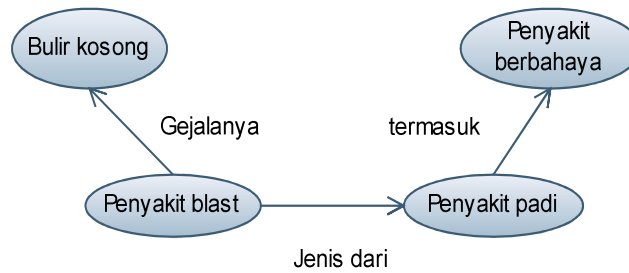 Bulir kosong
Penyakit
berbahaya
Gejalanya
termasuk
Penyakit blast
Penyakit padi
Jenis dari